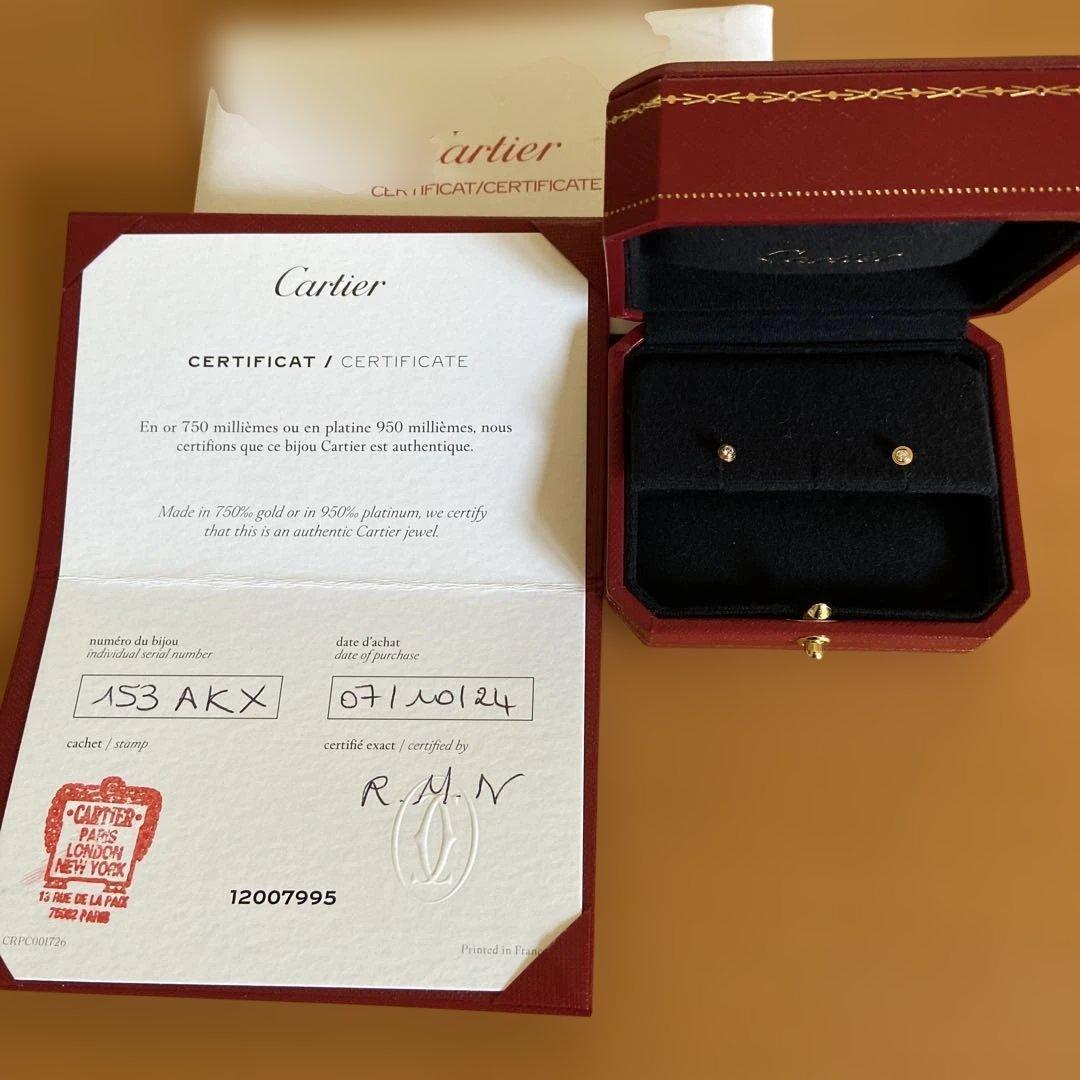 artier
CERTIFICAT/CERTIFICATE
Cartier
Cartier
CERTIFICAT / CERTIFICATE
En or 750 millièmes ou en platine 950 millièmes, nous
certifions que ce bijou Cartier est authentique.
Made in 750‰ gold or in 950‰ platinum, we certify
that this is an authentic Cartier jewel.
numéro du bijou
individual serial number
153 AKX
date d'achat
date of purchase
07/10/24
cachet / stamp
certifié exact / certified by
R.M.N
CARTIER
PARIS
LONDON
NEW YORK
13 RUE DE LA PAIX
75002 PARIS
12007995
CRPC001726
Printed in Franc